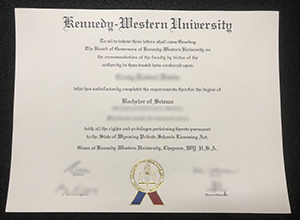 Kennedy-Western University
To all to whom these letters shall come Greeting
The Board of Governors of Kennedy-Western University on
the recommendation of the faculty by virtue of the
authority in them vested have conferred upon
who has satisfactorily completed the requirements therefor the degree of
Bachelor of Science
with all the rights and privileges pertaining thereto pursuant
to the State of Wyoming Private Schools Licensing Act.
Given at Kennedy-Western University, Cheyenne, WY U.S.A.